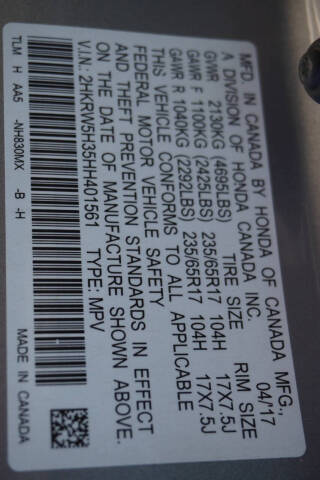 MFD. IN CANADA BY HONDA OF CANADA MFG.,
A DIVISION OF HONDA CANADA INC. 04/17
GVWR 2130KG (4695LBS) TIRE SIZE RIM SIZE
GAWR F 1100KG (2425LBS) 235/65R17 104H 17X7.5J
GAWR R 1040KG (2292LBS) 235/65R17 104H 17X7.5J
THIS VEHICLE CONFORMS TO ALL APPLICABLE
FEDERAL MOTOR VEHICLE SAFETY
AND THEFT PREVENTION STANDARDS IN EFFECT
ON THE DATE OF MANUFACTURE SHOWN ABOVE.
V.I.N.: 2HKRW5H35HH401561 TYPE: MPV
TLM H AA5 -NH830MX -B -H MADE IN CANADA